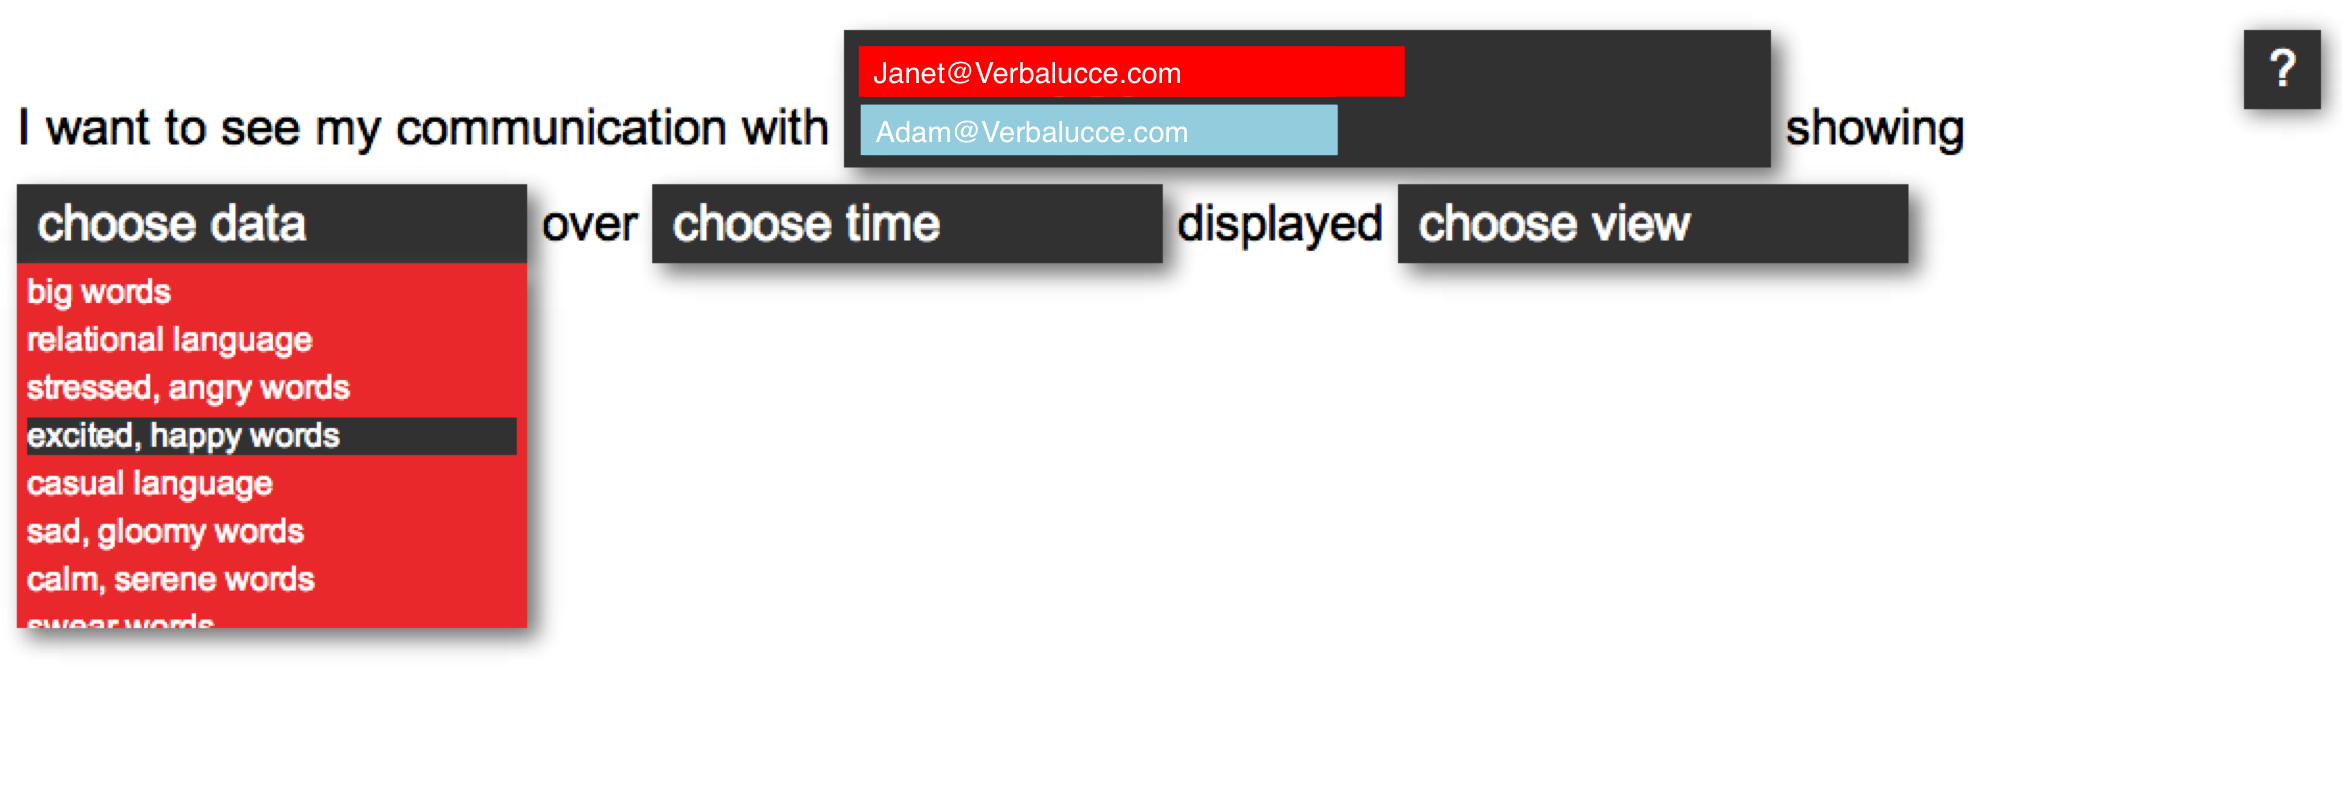 Janet@Verbalucce.com
?
I want to see my communication with
Adam@Verbalucce.com
showing
choose data over choose time displayed choose view
big words
relational language
stressed, angry words
excited, happy words
casual language
sad, gloomy words
calm, serene words
swear words